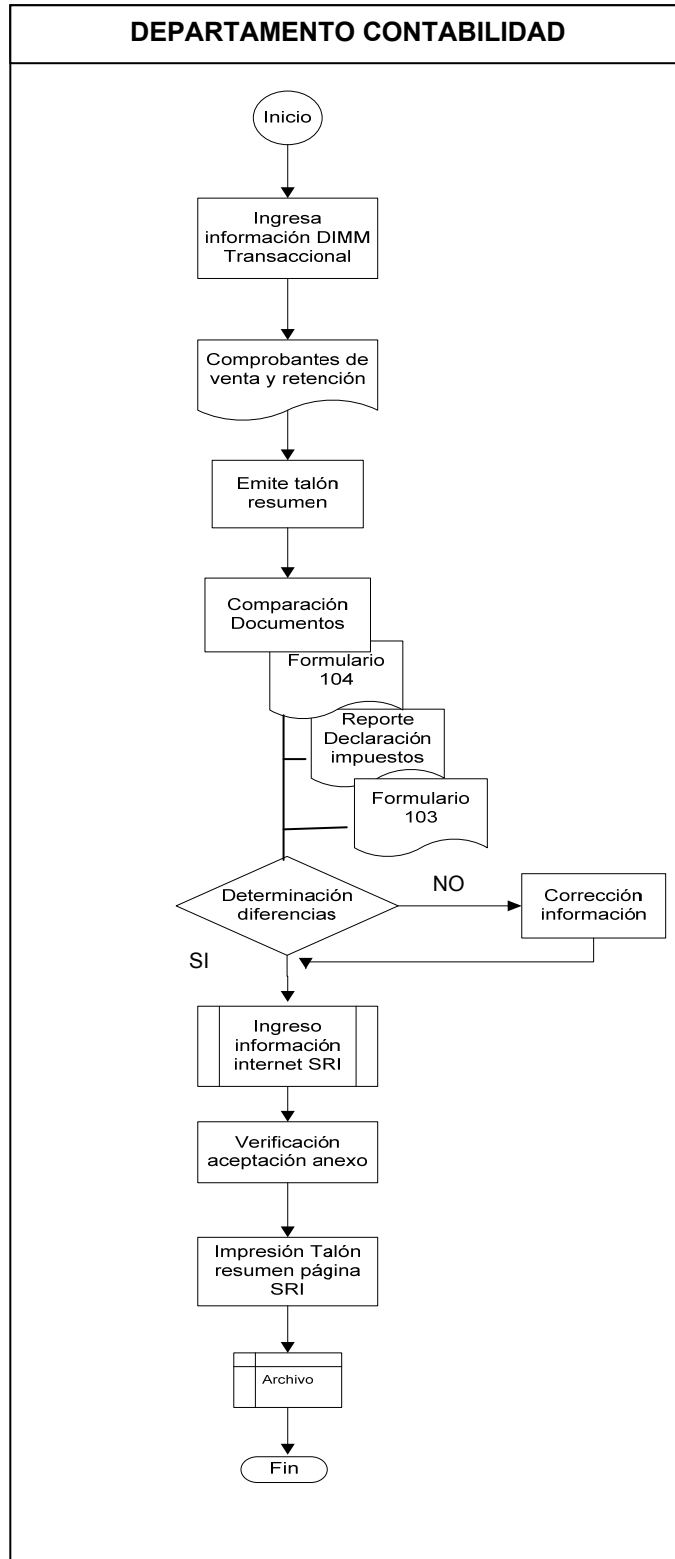 DEPARTAMENTO CONTABILIDAD
Inicio
Ingresa
información DIMM
Transaccional
Comprobantes de
venta y retención
Emite talón
resumen
Comparación
Documentos
Formulario
104
Reporte
Declaración
impuestos
Formulario
103
Determinación
diferencias
NO
Corrección
información
SI
Ingreso
información
internet SRI
Verificación
aceptación anexo
Impresión Talón
resumen página
SRI
Archivo
Fin